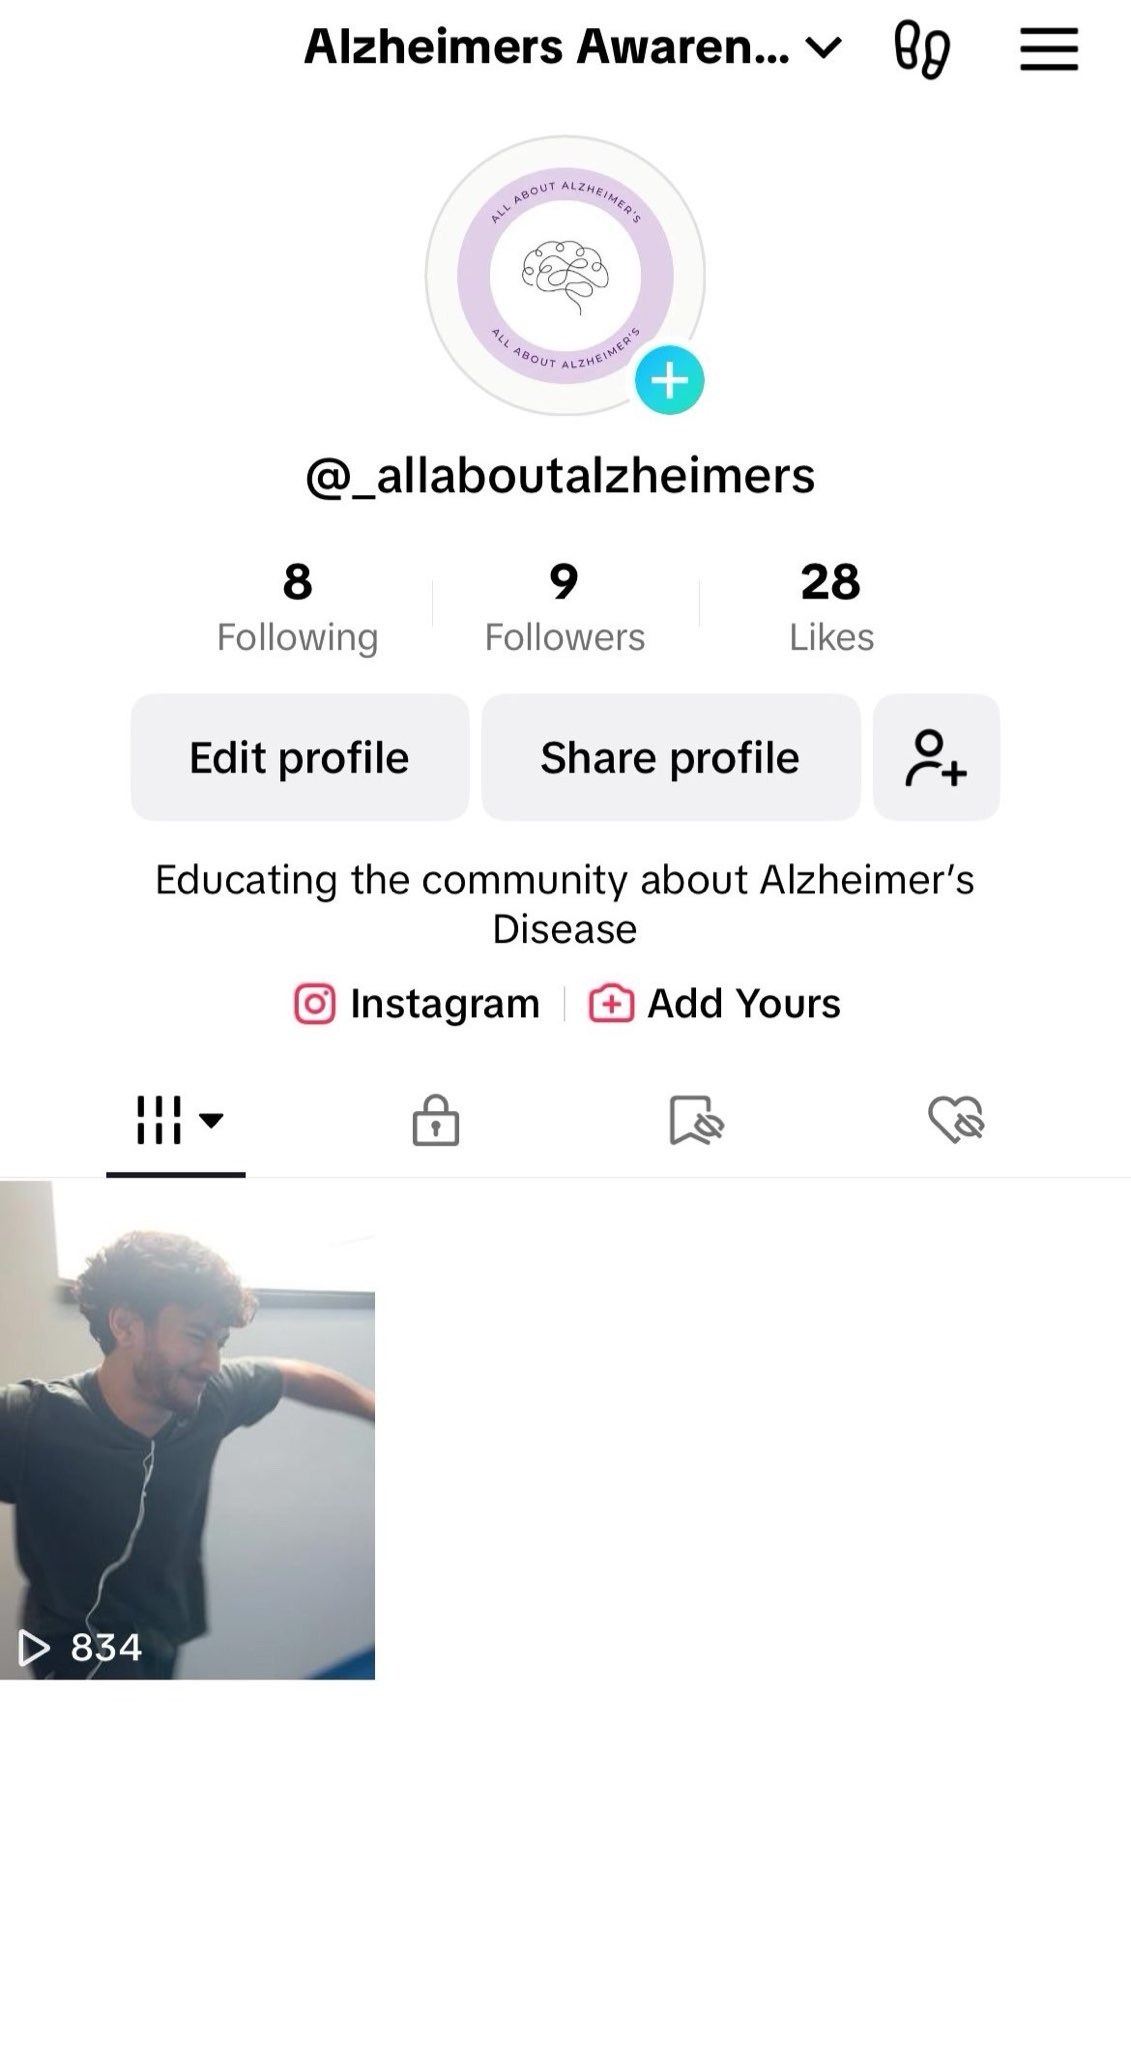 Alzheimers Awaren...
ALL ABOUT ALZHEIMER'S
ALL ABOUT ALZHEIMER'S
@_allaboutalzheimers
8 9 28
Following Followers Likes
Edit profile Share profile
Educating the community about Alzheimer's
Disease
Instagram Add Yours
834